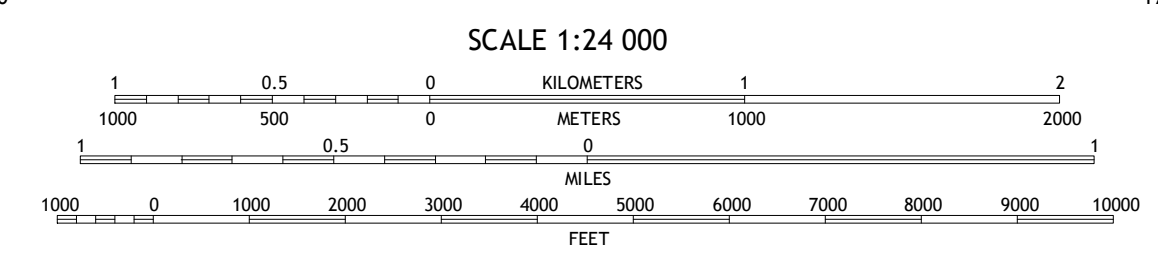 SCALE 1:24 000
1 0.5 0 KILOMETERS 1 2
1000 500 0 METERS 1000 2000
1 0.5 0 1
MILES
1000 0 1000 2000 3000 4000 5000 6000 7000 8000 9000 10000
FEET